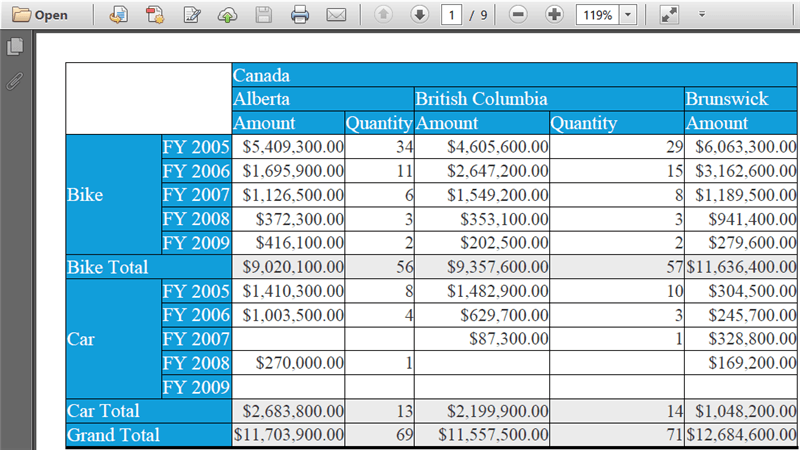 Open 1 / 9 119%
Canada
Alberta British Columbia Brunswick
Amount Quantity Amount Quantity Amount
FY 2005 $5,409,300.00 34 $4,605,600.00 29 $6,063,300.00
FY 2006 $1,695,900.00 11 $2,647,200.00 15 $3,162,600.00
Bike FY 2007 $1,126,500.00 6 $1,549,200.00 8 $1,189,500.00
FY 2008 $372,300.00 3 $353,100.00 3 $941,400.00
FY 2009 $416,100.00 2 $202,500.00 2 $279,600.00
Bike Total $9,020,100.00 56 $9,357,600.00 57 $11,636,400.00
FY 2005 $1,410,300.00 8 $1,482,900.00 10 $304,500.00
FY 2006 $1,003,500.00 4 $629,700.00 3 $245,700.00
Car FY 2007 $87,300.00 1 $328,800.00
FY 2008 $270,000.00 1 $169,200.00
FY 2009
Car Total $2,683,800.00 13 $2,199,900.00 14 $1,048,200.00
Grand Total $11,703,900.00 69 $11,557,500.00 71 $12,684,600.00